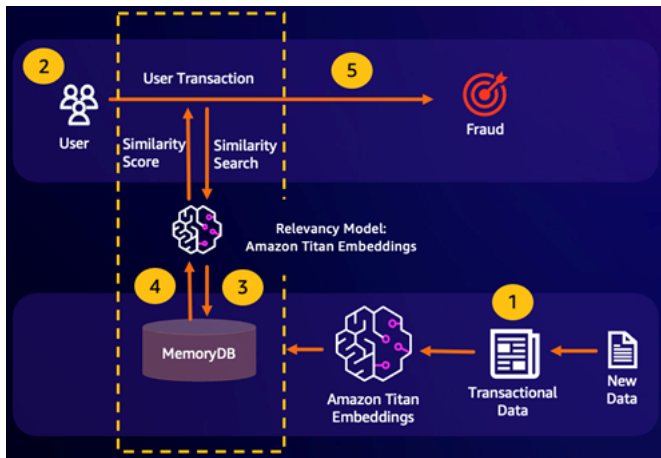 2
User Transaction
5
User
Fraud
Similarity
Score
Similarity
Search
Relevancy Model:
Amazon Titan Embeddings
4
3
1
MemoryDB
Amazon Titan
Embeddings
Transactional
Data
New
Data